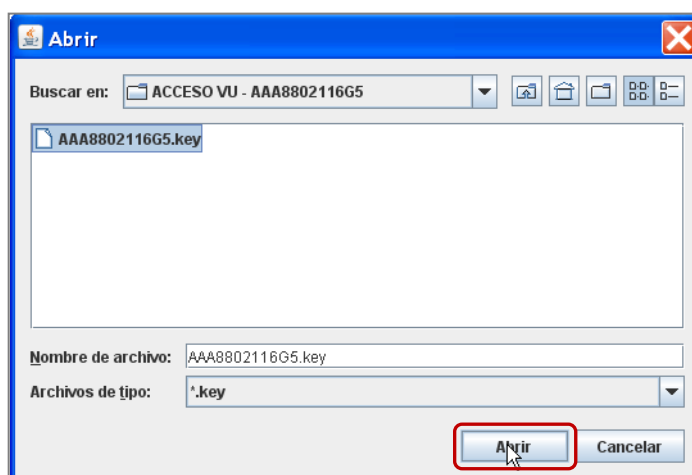 Abrir
Buscar en: ACCESO VU - AAA8802116G5
AAA8802116G5.key
Nombre de archivo: AAA8802116G5.key
Archivos de tipo: *.key
Abrir Cancelar